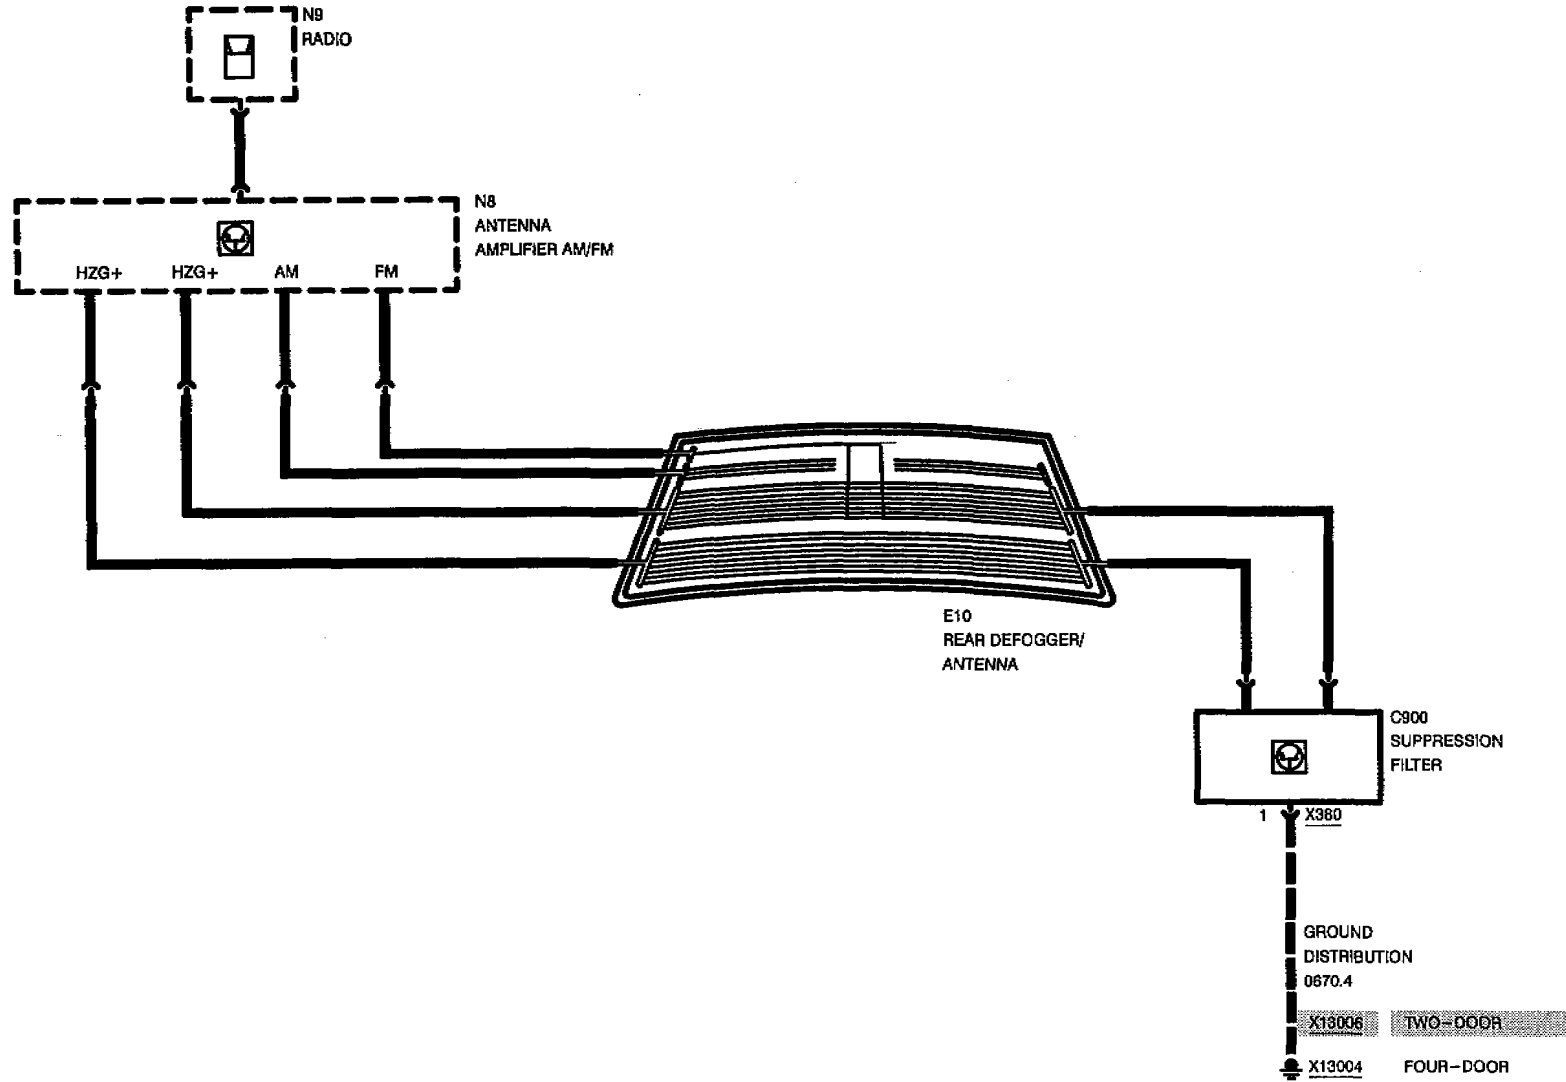 N9
RADIO
N8
ANTENNA
AMPLIFIER AM/FM
HZG+ HZG+ AM FM
E10
REAR DEFOGGER/
ANTENNA
C900
SUPPRESSION
FILTER
1 X380
GROUND
DISTRIBUTION
0670.4
X13006 TWO-DOOR
X13004 FOUR-DOOR